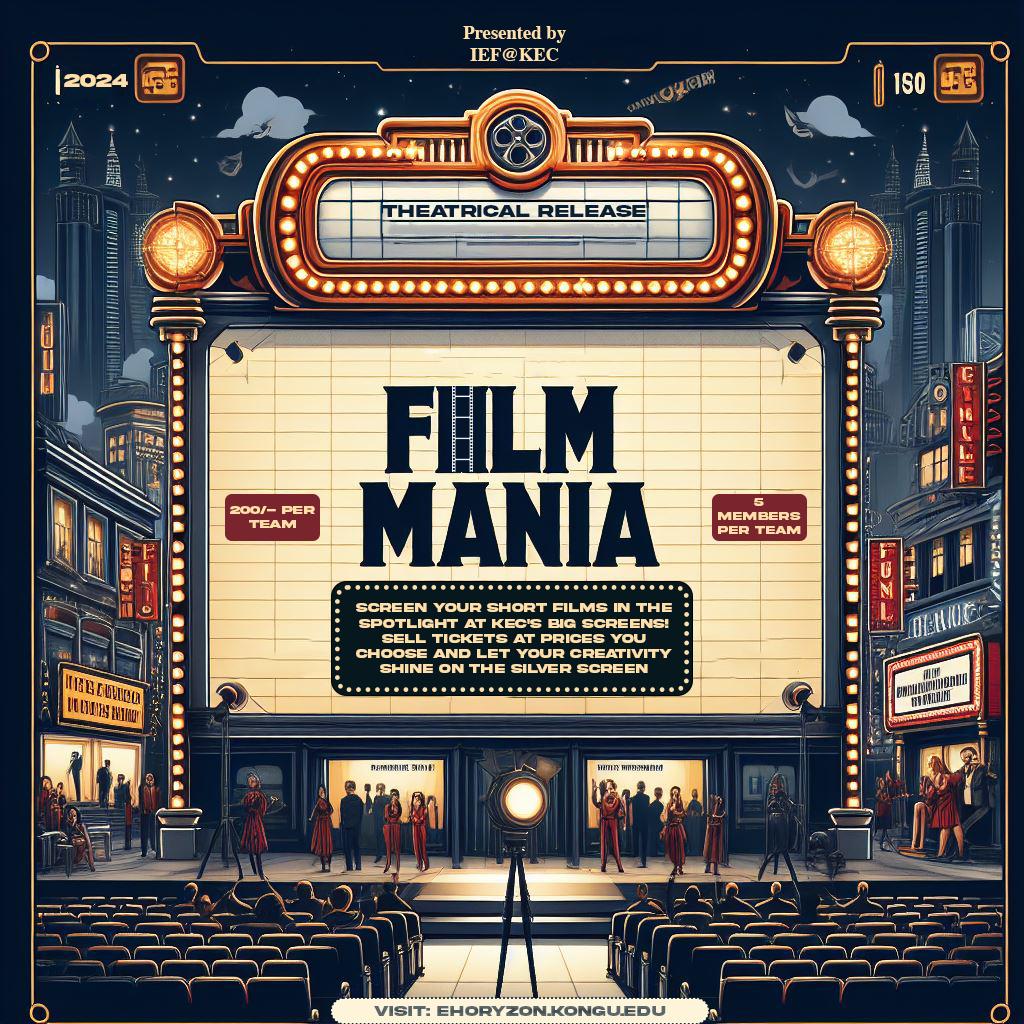 Presented by
IEF@KEC
2024
ISO
THEATRICAL RELEASE
FILM
MANIA
200/- PER
TEAM
5
MEMBERS
PER TEAM
SCREEN YOUR SHORT FILMS IN THE
SPOTLIGHT AT KEC'S BIG SCREENS!
SELL TICKETS AT PRICES YOU
CHOOSE AND LET YOUR CREATIVITY
SHINE ON THE SILVER SCREEN
VISIT: EHORYZON.KONGU.EDU